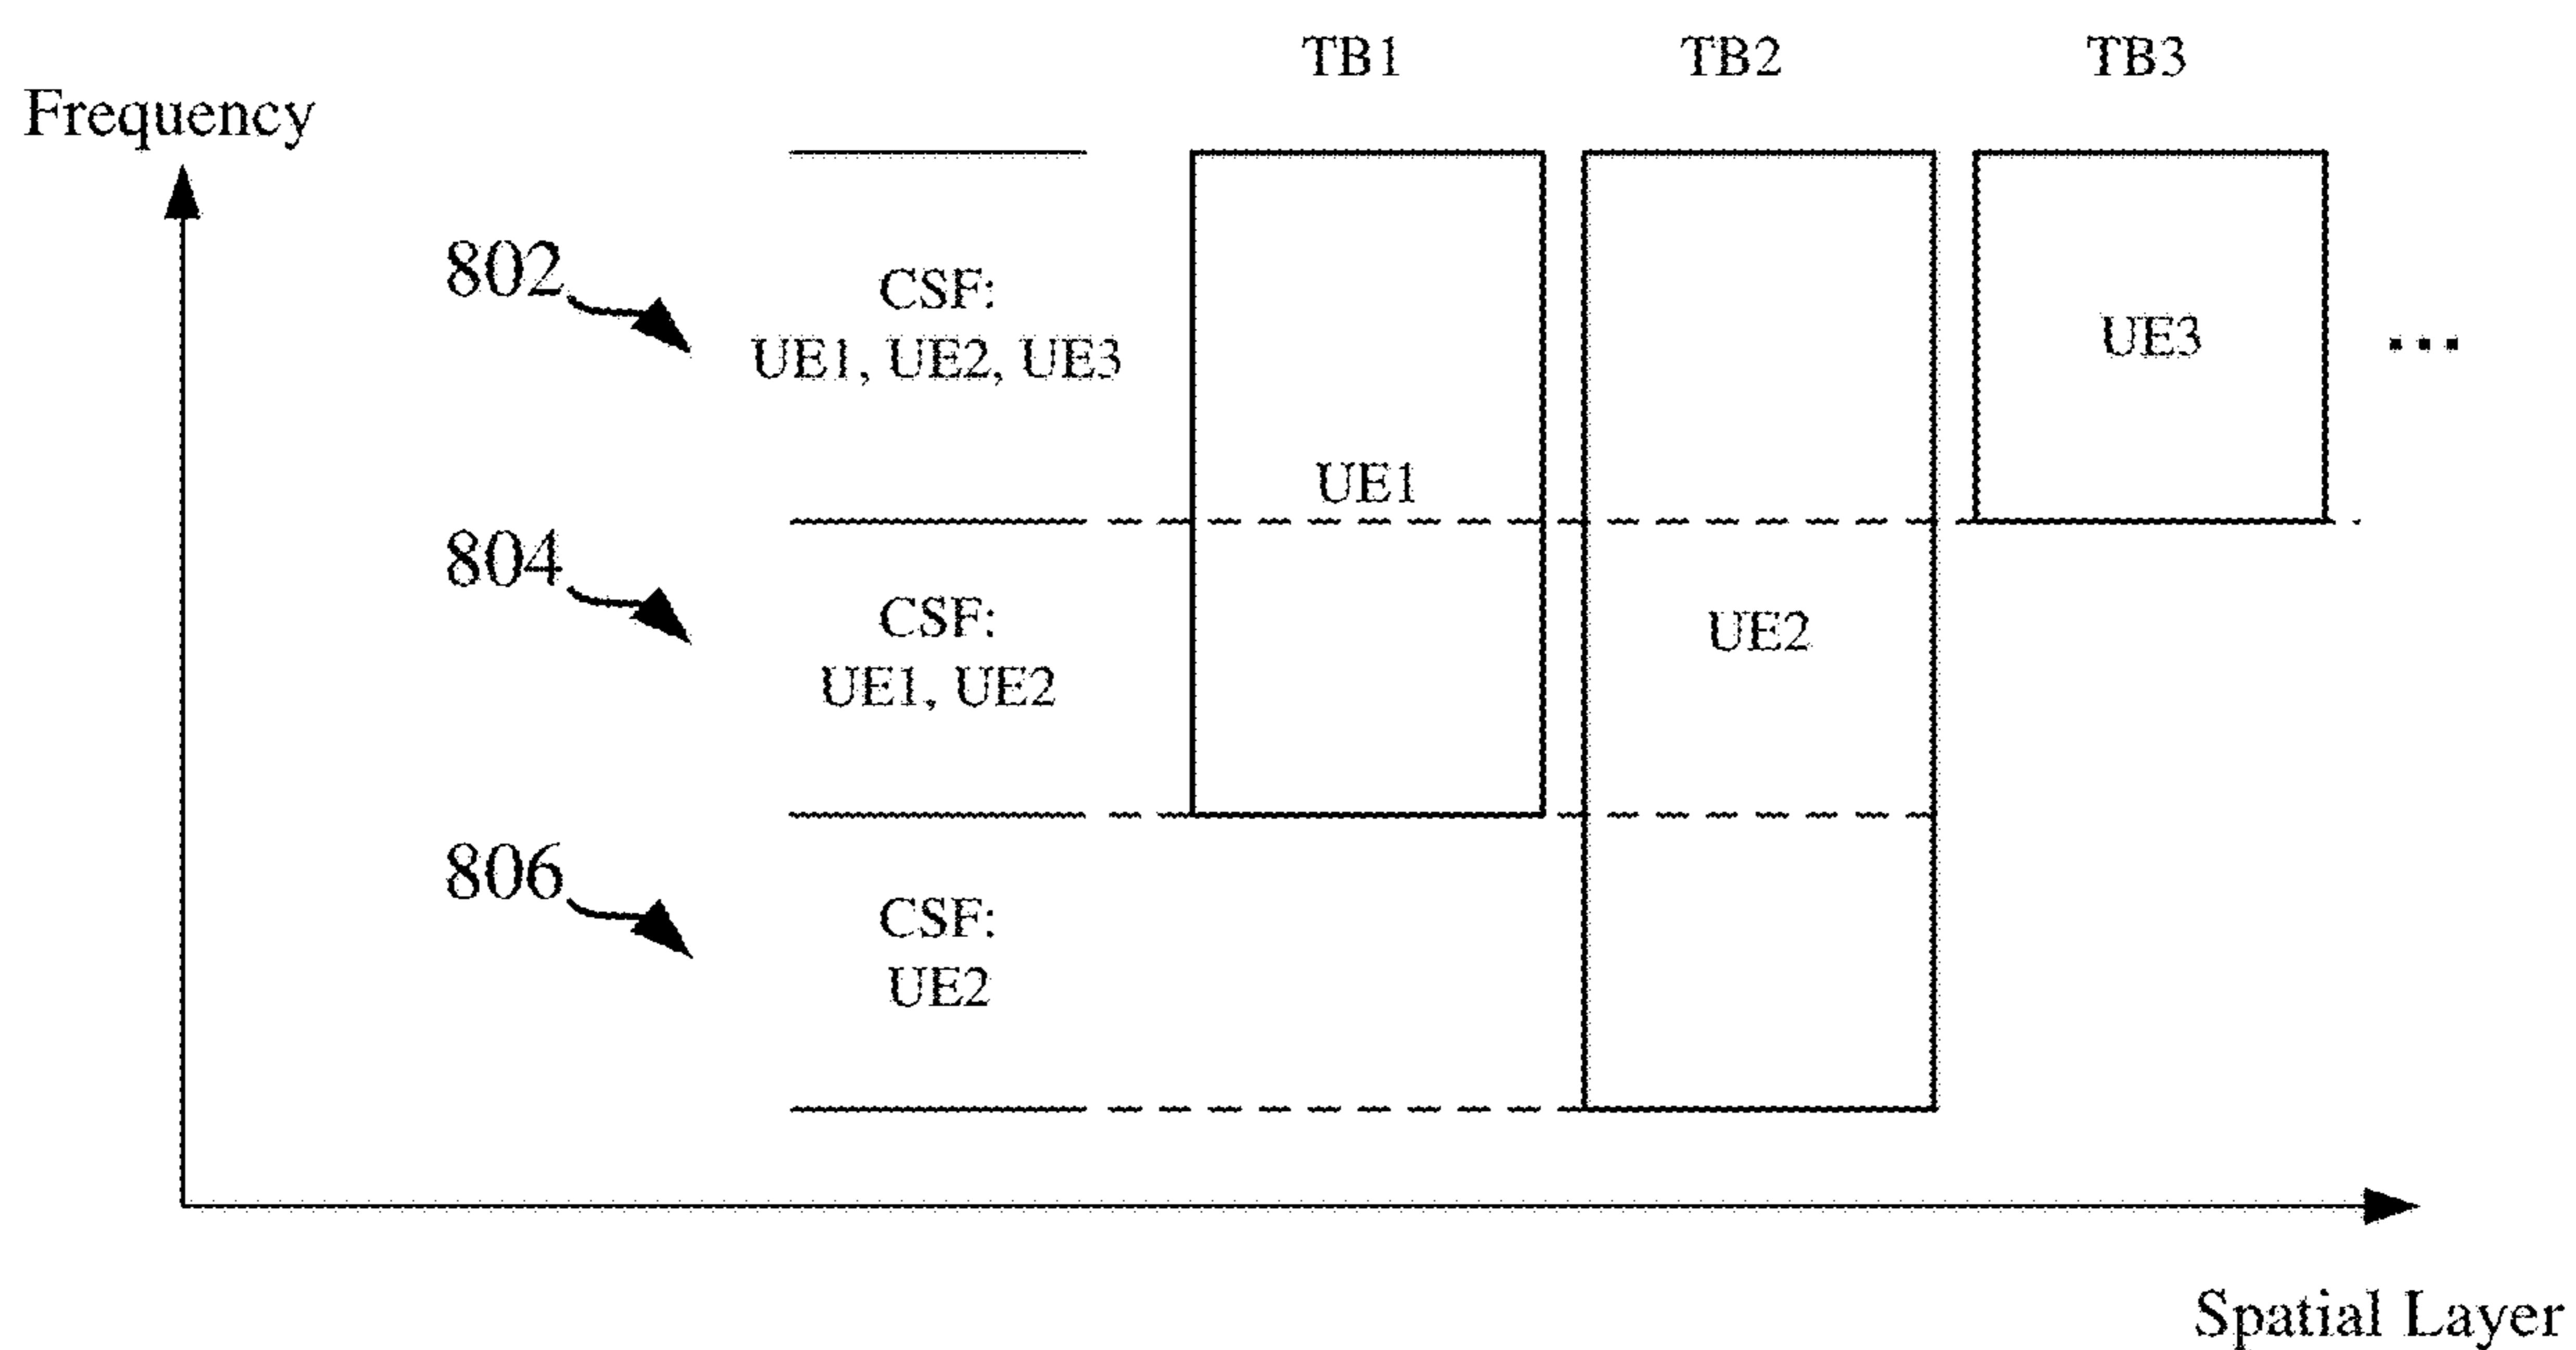 TB1 TB2 TB3
Frequency
802
CSF:
UE1, UE2, UE3
UE3
...
UE1
804
CSF:
UE1, UE2
UE2
806
CSF:
UE2
Spatial Layer